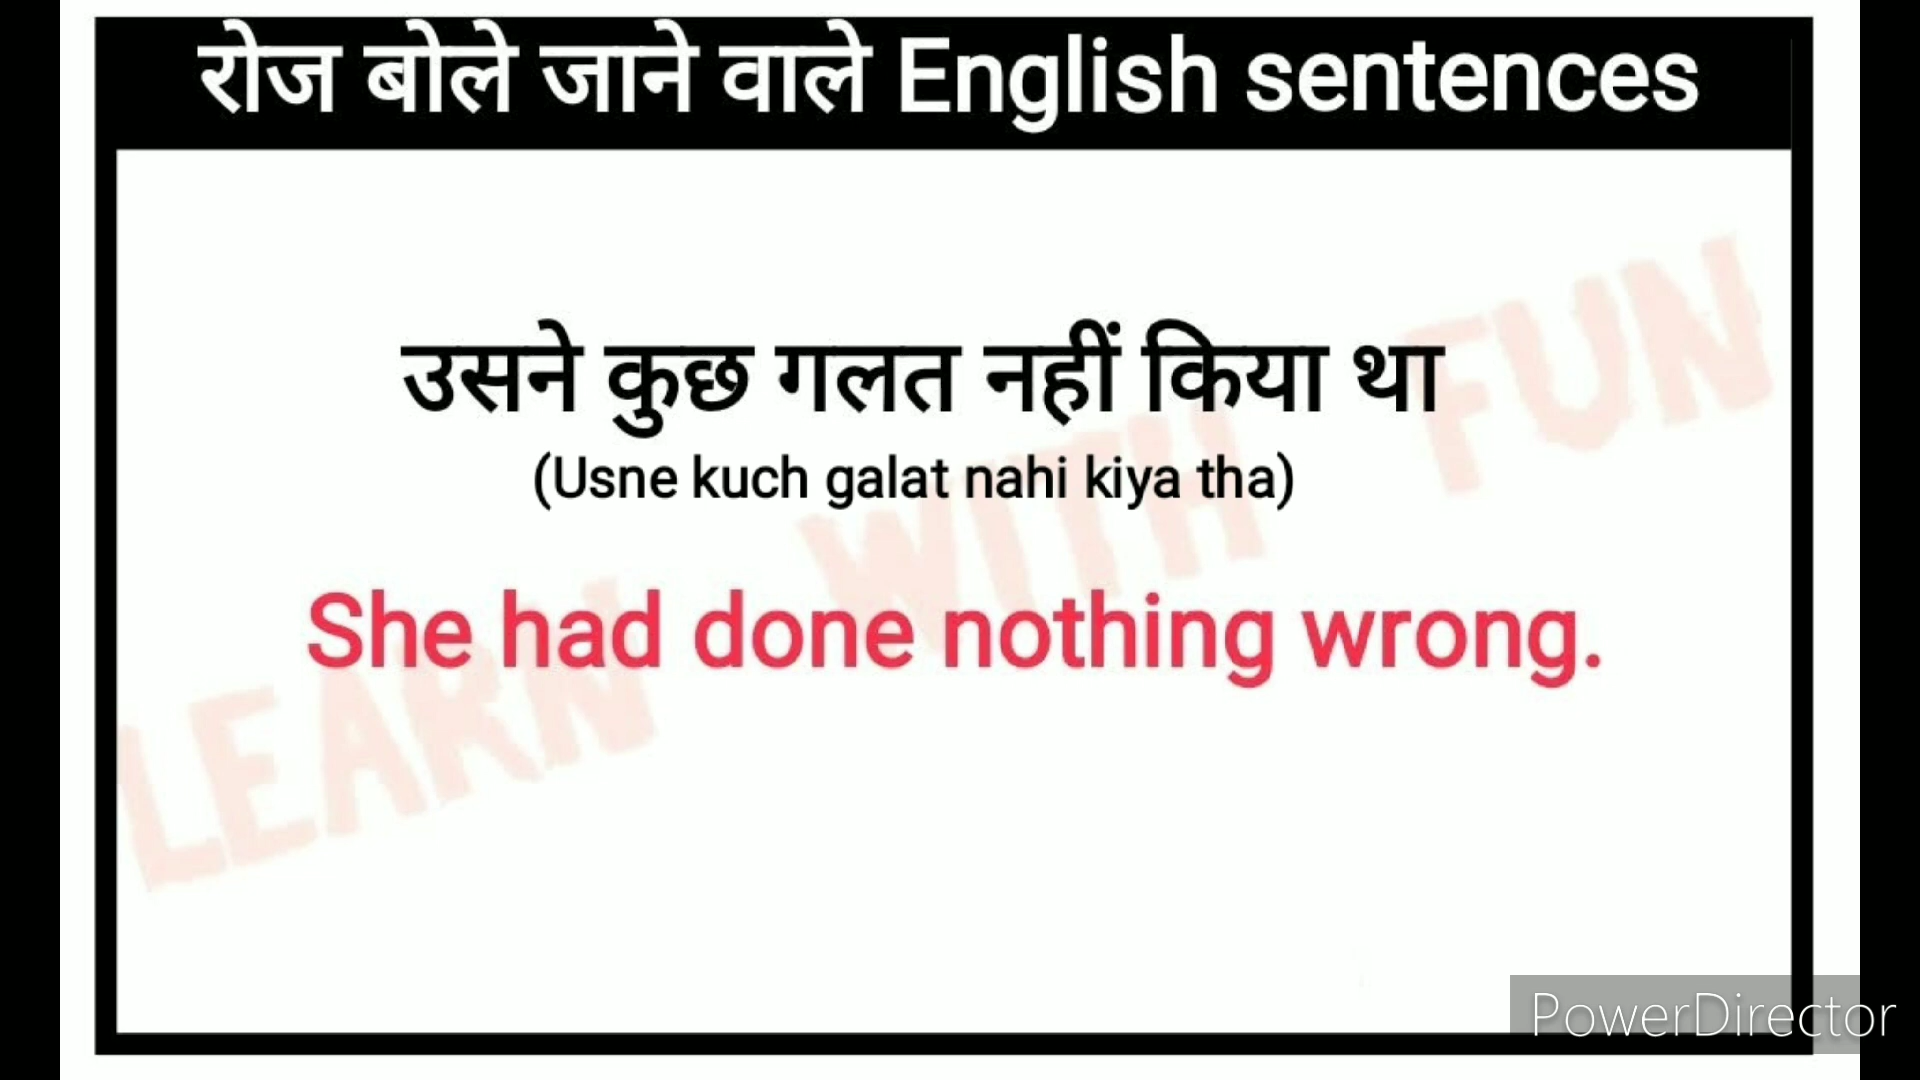 रोज बोले जाने वाले English sentences
उसने कुछ गलत नहीं किया था
(Usne kuch galat nahi kiya tha)
She had done nothing wrong.
LEARN WITH FUN
PowerDirector